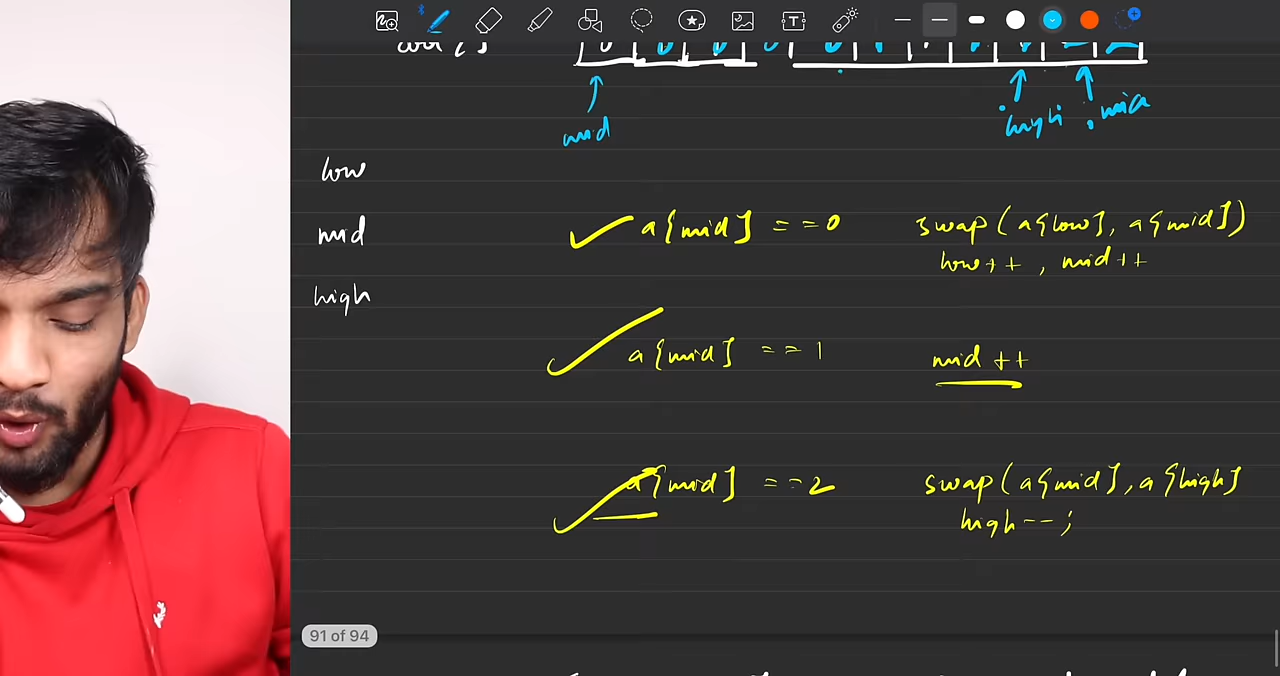 mid
high
mid
low
mid
high
a[mid] == 0 swap(a[low], a[mid])
low++ , mid++
a[mid] == 1 mid ++
a[mid] == 2 swap(a[mid], a[high]
high--;
91 of 94